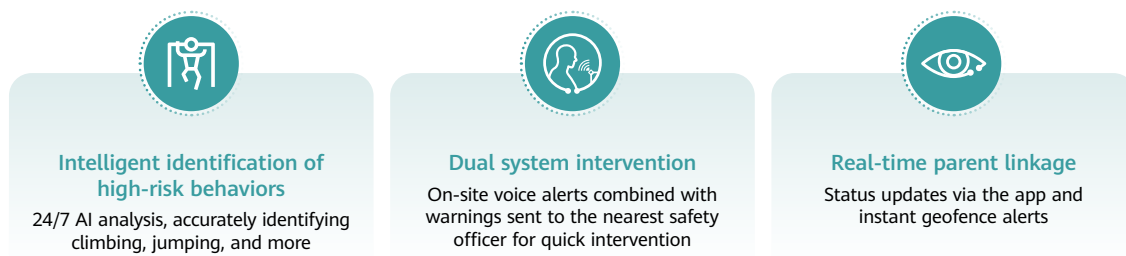 Intelligent identification of
high-risk behaviors
24/7 AI analysis, accurately identifying
climbing, jumping, and more
Dual system intervention
On-site voice alerts combined with
warnings sent to the nearest safety
officer for quick intervention
Real-time parent linkage
Status updates via the app and
instant geofence alerts